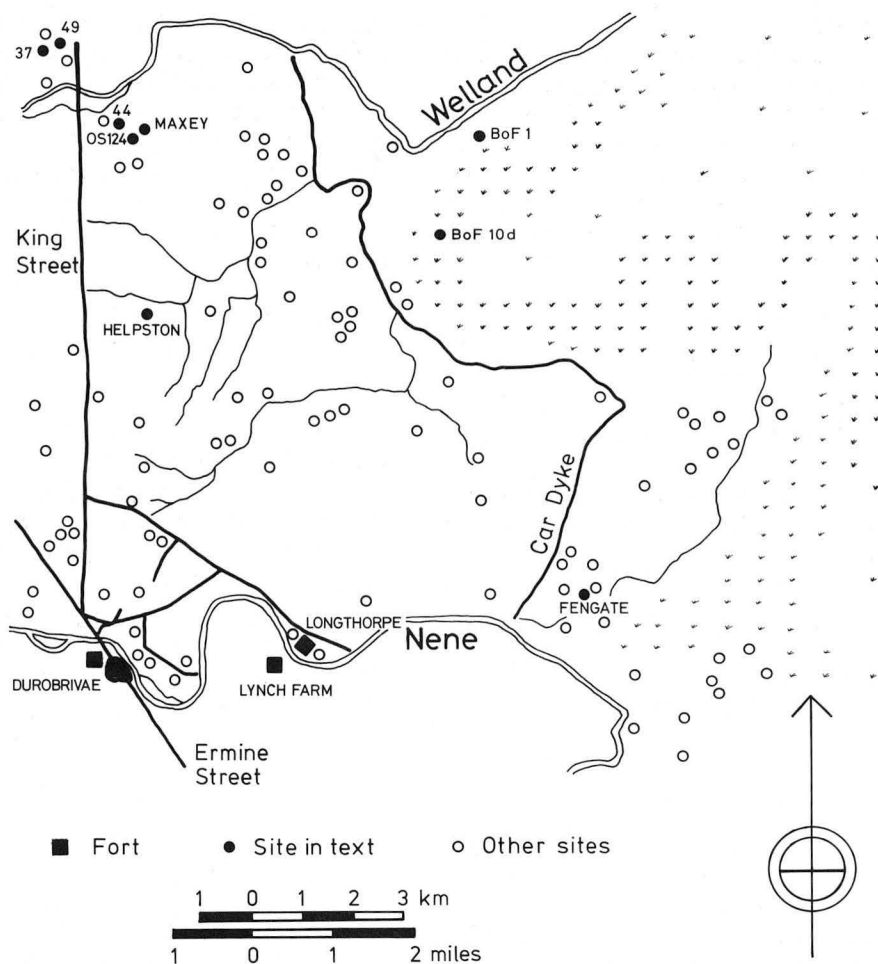 49
37
44
MAXEY
OS124
Welland
BoF 1
BoF 10d
King
Street
HELPSTON
Car Dyke
FENGATE
LONGTHORPE
Nene
DUROBRIVAE
LYNCH FARM
Ermine
Street
Fort
Site in text
Other sites
1 0 1 2 3 km
1 0 1 2 miles